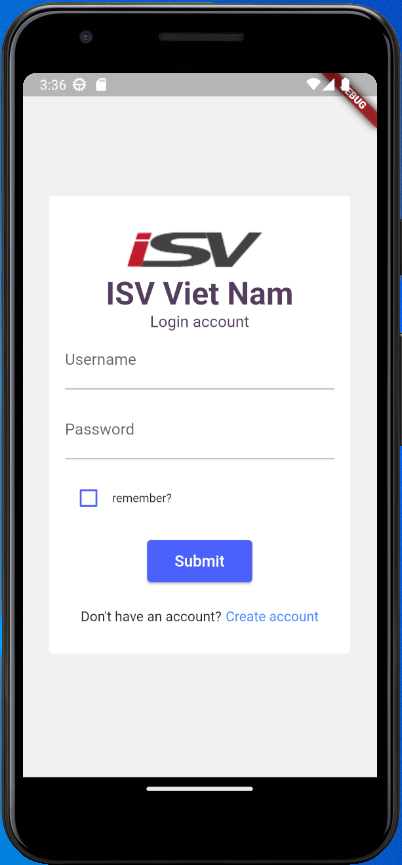 3:36
DEBUG
iSV
ISV Viet Nam
Login account
Username
Password
remember?
Submit
Don't have an account? Create account